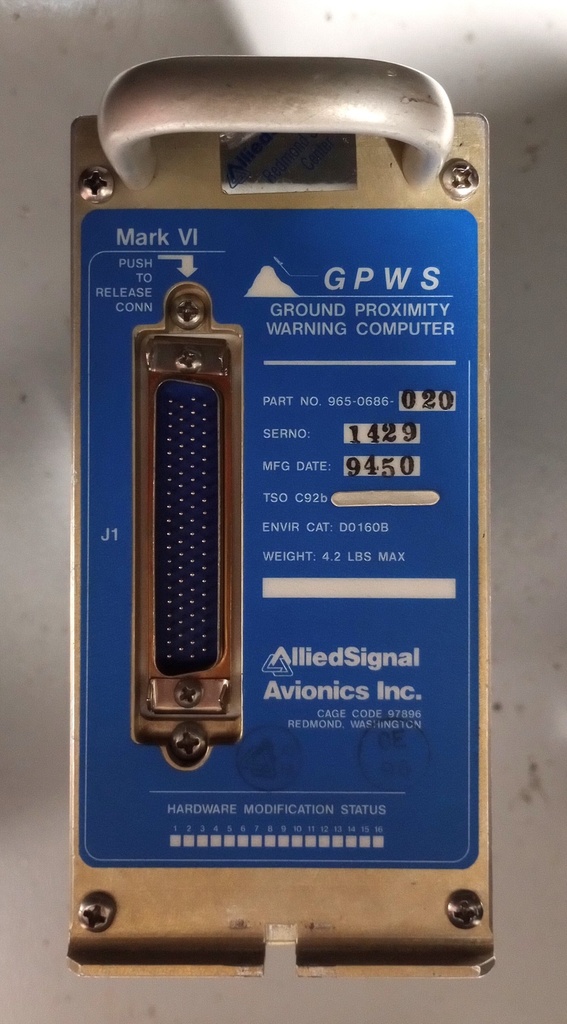 Allied
Redmond
Mark VI
PUSH
TO
RELEASE
CONN
GPWS
GROUND PROXIMITY
WARNING COMPUTER
PART NO. 965-0686-020
SERNO: 1429
MFG DATE: 9450
TSO C92b
ENVIR CAT: D0160B
J1
WEIGHT: 4.2 LBS MAX
AlliedSignal
Avionics Inc.
CAGE CODE 97896
REDMOND, WASHINGTON
HARDWARE MODIFICATION STATUS
1 2 3 4 5 6 7 8 9 10 11 12 13 14 15 16